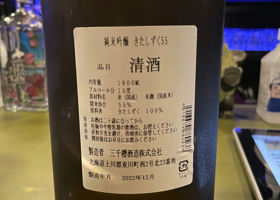 純米吟醸 きたしずく55
品目 清酒
内容量 1800ml
アルコール分 15度
原材料名 米(国産) 米麹(国産米)
精米歩合 55%
原料米 きたしずく 100%
製造者 三千櫻酒造株式会社
北海道上川郡東川町西2号北23番地
製造年月 2022年12月